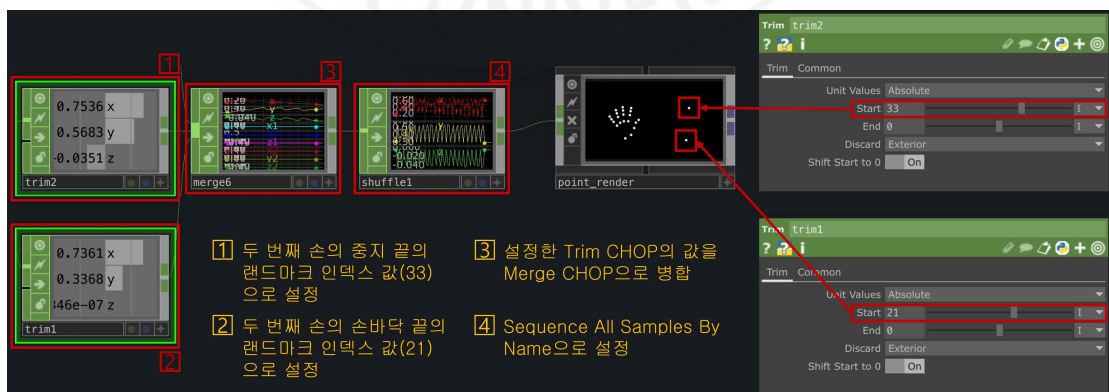 Trim trim2
? ? i
Trim Common
Unit Values Absolute
Start 33
End 0
Discard Exterior
Shift Start to 0 On
1
3
4
0.7536 x
0.5683 y
-0.0351 z
trim2
merge6
shuffle1
point_render
0.7361 x
0.3368 y
346e-07 z
trim1
2
1 두 번째 손의 중지 끝의
랜드마크 인덱스 값(33)
으로 설정
2 두 번째 손의 손바닥 끝의
랜드마크 인덱스 값(21)
으로 설정
3 설정한 Trim CHOP의 값을
Merge CHOP으로 병합
4 Sequence All Samples By
Name으로 설정
Trim trim1
? ? i
Trim Common
Unit Values Absolute
Start 21
End 0
Discard Exterior
Shift Start to 0 On